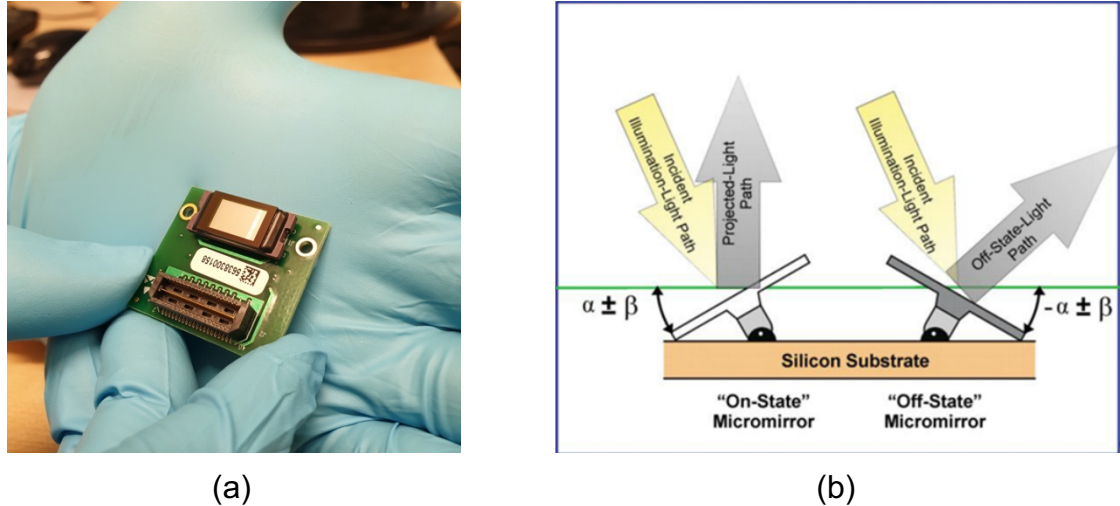 5638300158
Incident
Illumination-Light Path
Projected-Light
Path
Incident
Illumination-Light Path
Off-State-Light
Path
α ± β
-α ± β
Silicon Substrate
“On-State”
Micromirror
“Off-State”
Micromirror
(a)
(b)